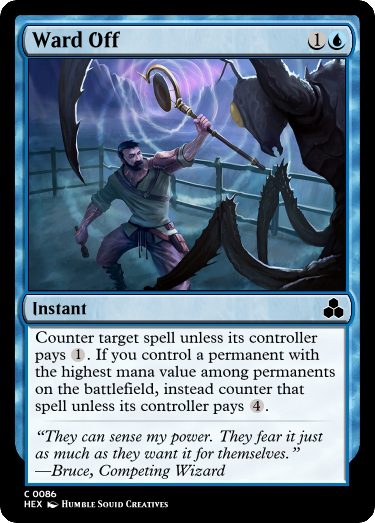 Ward Off 1
Instant
Counter target spell unless its controller
pays 1. If you control a permanent with
the highest mana value among permanents
on the battlefield, instead counter that
spell unless its controller pays 4.
“They can sense my power. They fear it just
as much as they want it for themselves.”
—Bruce, Competing Wizard
C 0086
HEX Humble Squid Creatives